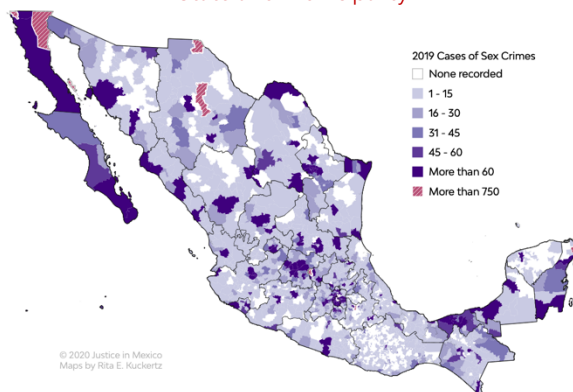 2019 Cases of Sex Crimes
None recorded
1 - 15
16 - 30
31 - 45
45 - 60
More than 60
More than 750
© 2020 Justice in Mexico
Maps by Rita E. Kuckertz